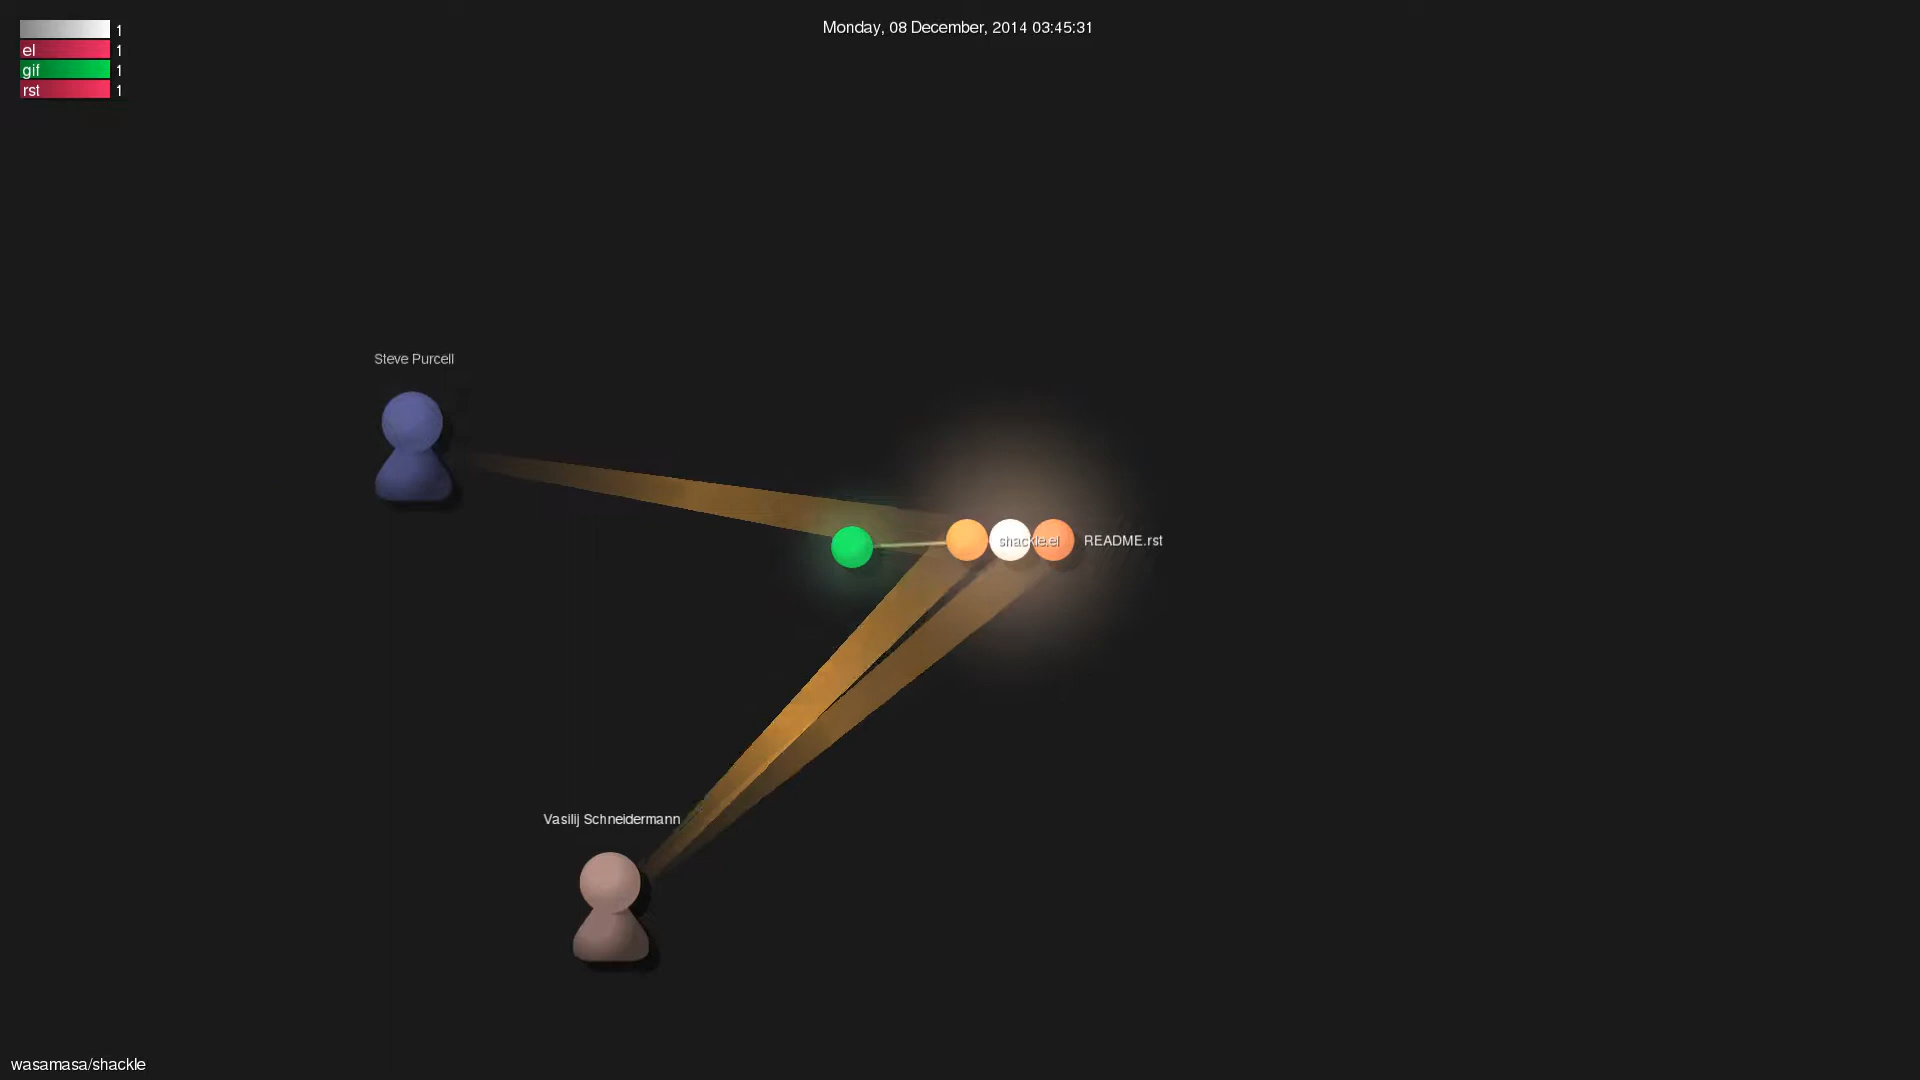 1
el 1
gif 1
rst 1
Monday, 08 December, 2014 03:45:31
Steve Purcell
shackle.el
README.rst
Vasilij Schneidermann
wasamasa/shackle